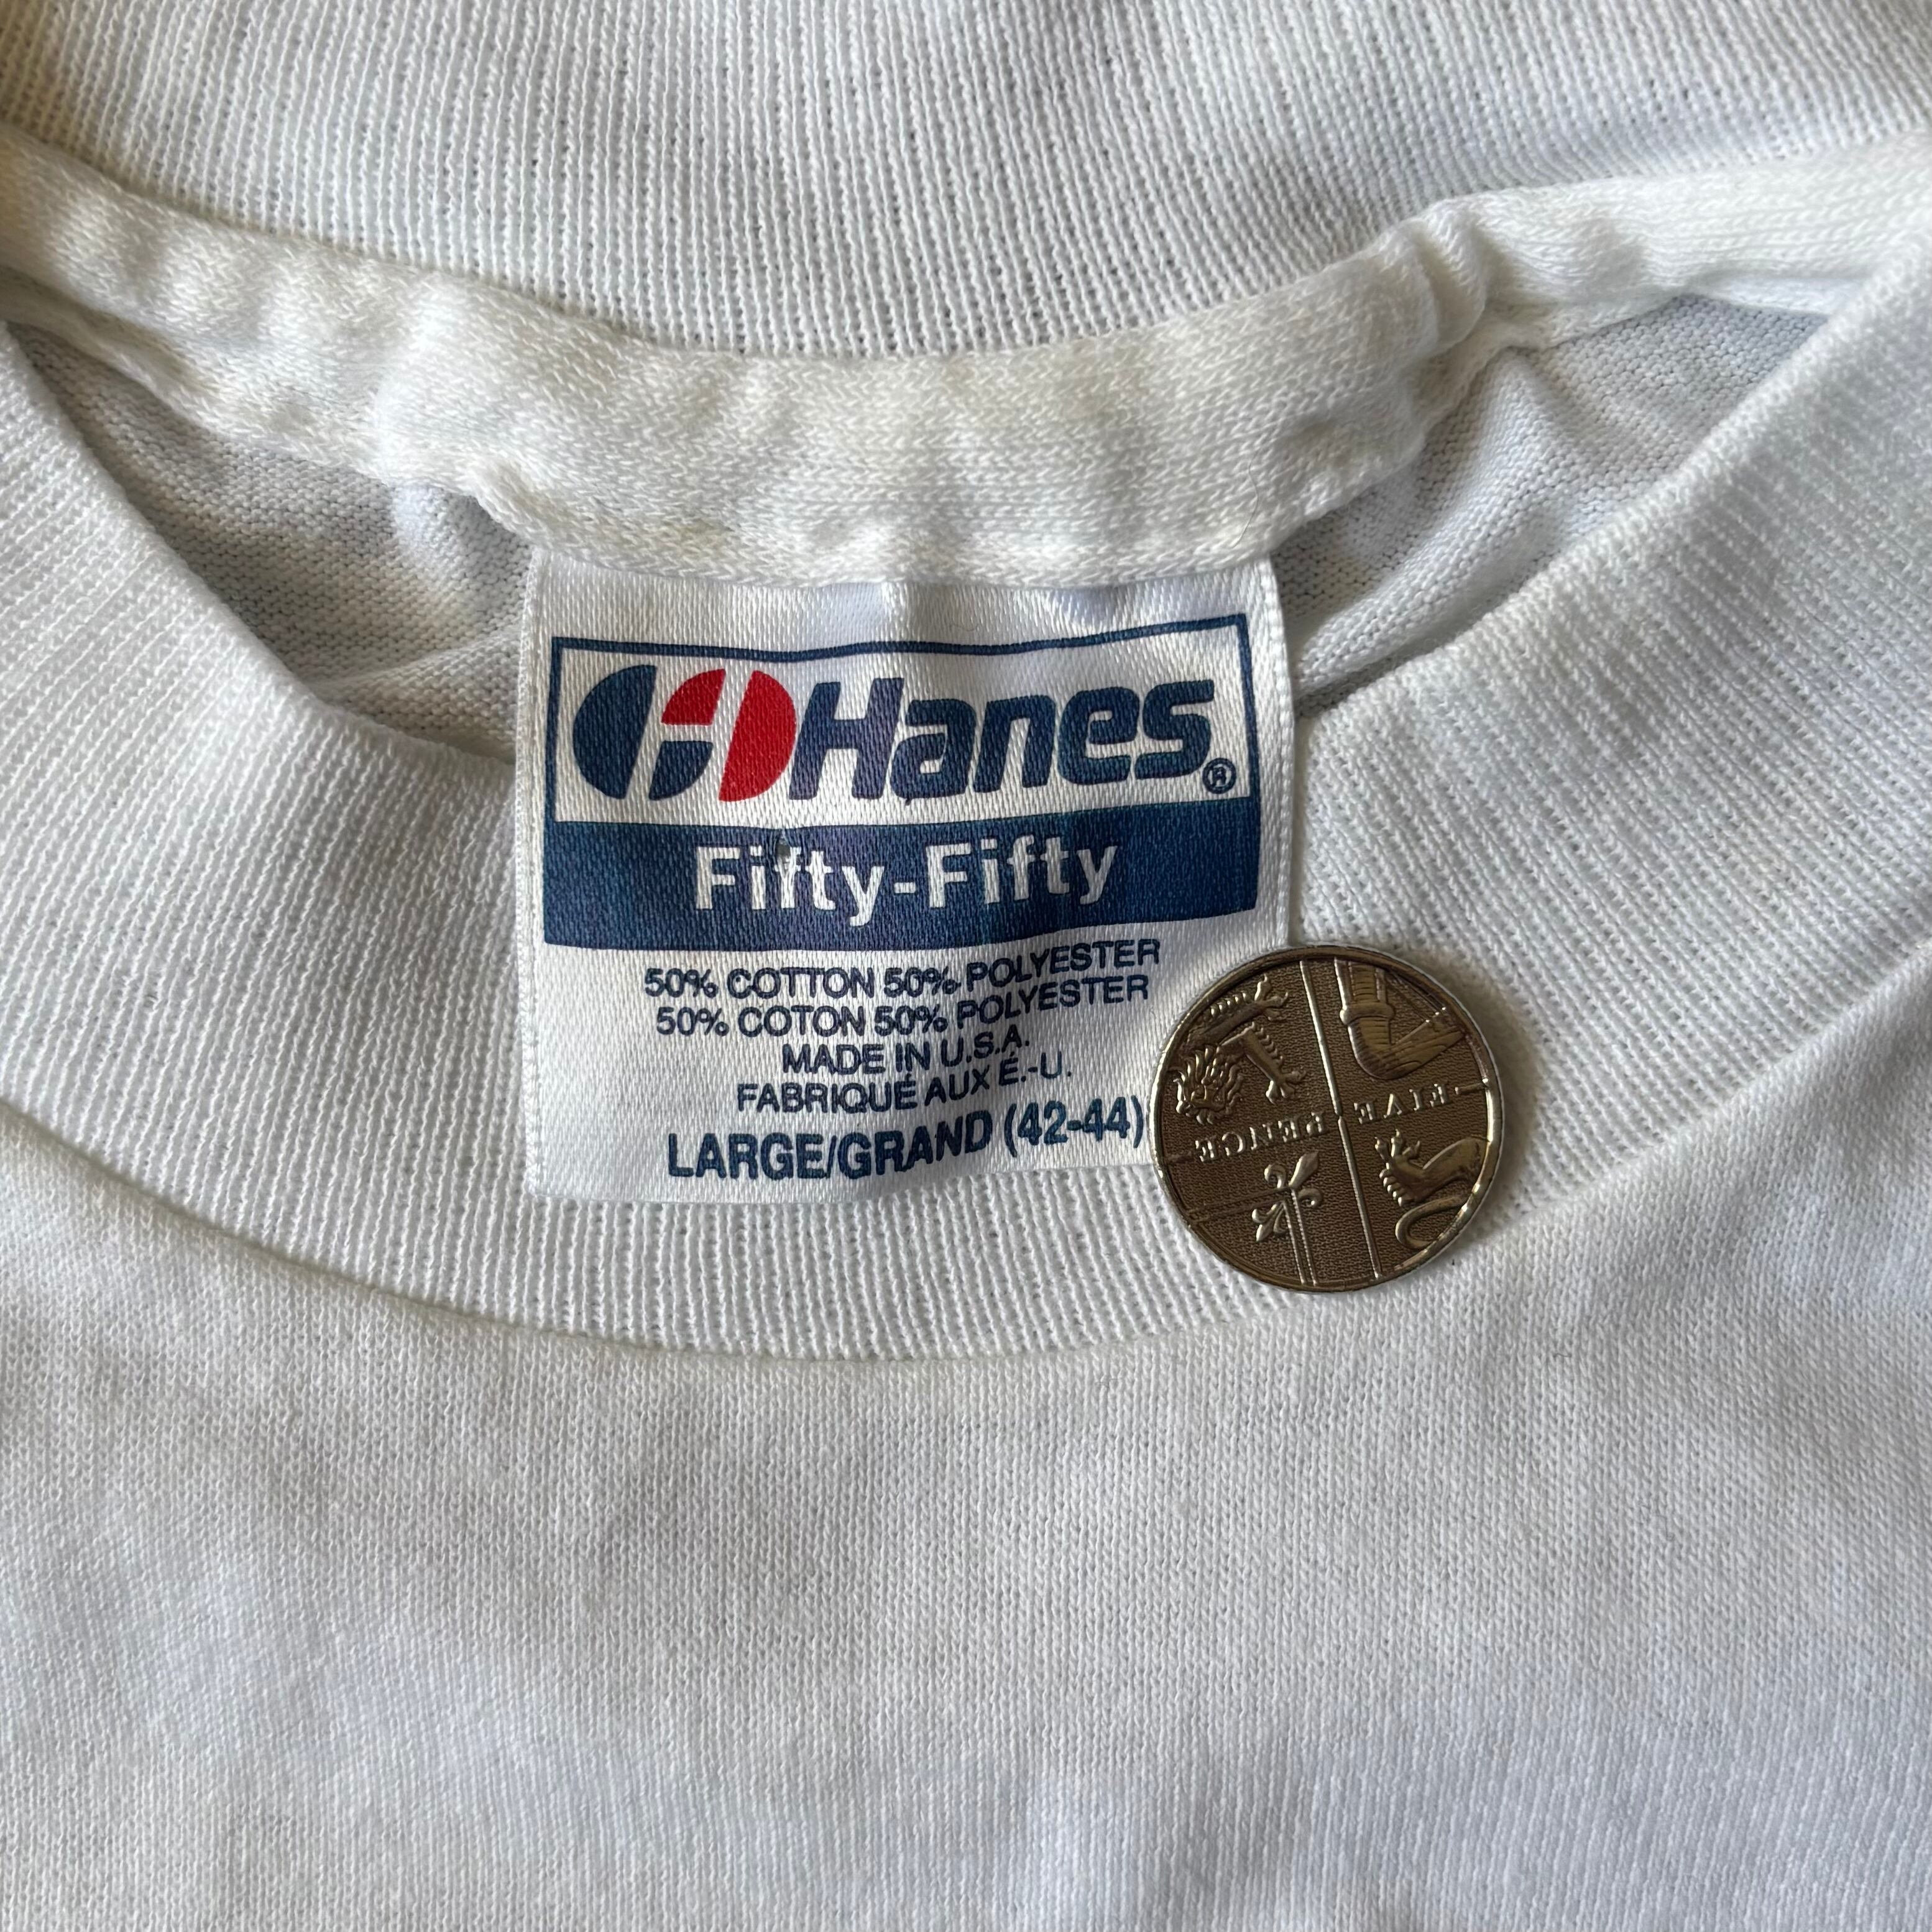 Hanes®
Fifty-Fifty
50% COTTON 50% POLYESTER
50% COTON 50% POLYESTER
MADE IN U.S.A.
FABRIQUÉ AUX É.-U.
LARGE/GRAND (42-44)
FIVE
PENCE